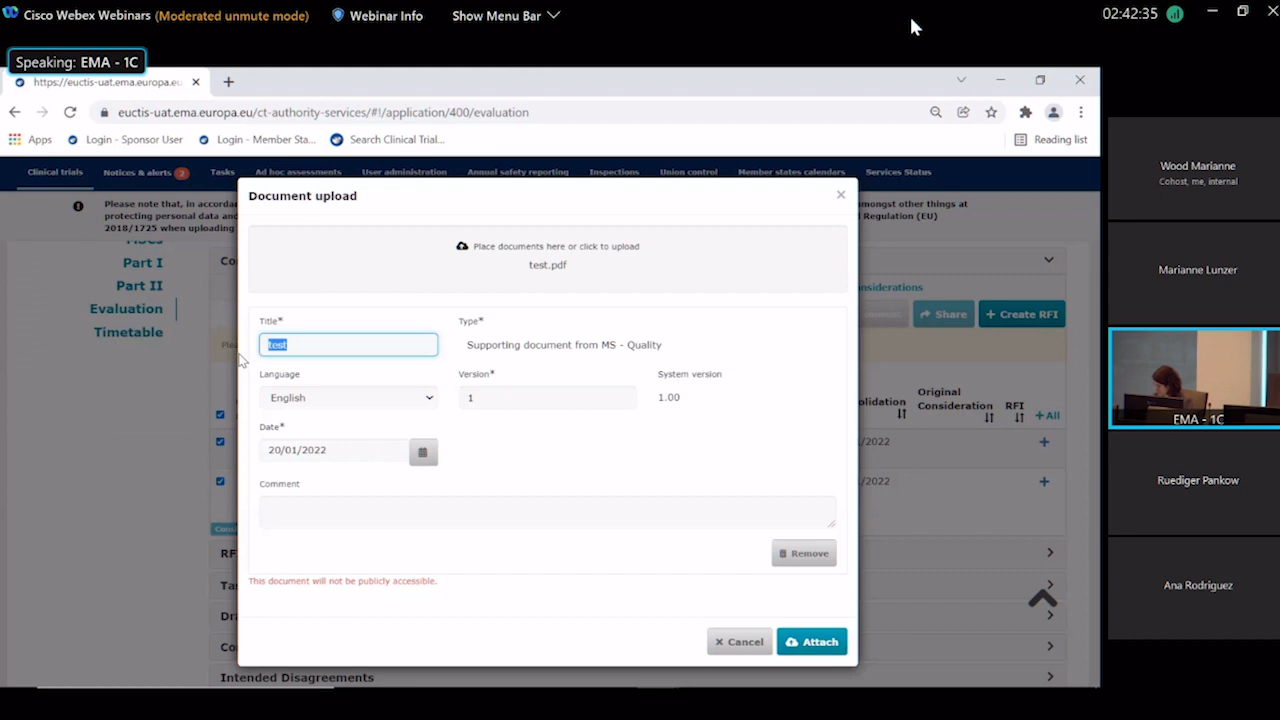 Cisco Webex Webinars (Moderated unmute mode) Webinar Info Show Menu Bar 02:42:35
Speaking: EMA - 1C
https://euctis-uat.ema.europa.eu
euctis-uat.ema.europa.eu/ct-authority-services/#!/application/400/evaluation
Apps Login - Sponsor User Login - Member Sta... Search Clinical Trial... Reading list
Clinical trials Notices & alerts 2 Tasks Ad hoc assessments User administration Annual safety reporting Inspections Union control Member states calendars Services Status
Please note that, in accorda
protecting personal data and
2018/1725 when uploading
amongst other things at
Regulation (EU)
Document upload
Place documents here or click to upload
test.pdf
MSCs
Part I
Part II
Evaluation
Timetable
Co
nsiderations
Share + Create RFI
Title* Type*
test Supporting document from MS - Quality
Language Version* System version
English 1 1.00
Date*
20/01/2022
Comment
Remove
This document will not be publicly accessible.
Cancel Attach
Plea
olidation Original Consideration RFI +All
/2022
/2022
Consi
RF
Ta
Dra
Co
Intended Disagreements
Wood Marianne
Cohost, me, internal
Marianne Lunzer
EMA - 1C
Ruediger Pankow
Ana Rodriguez